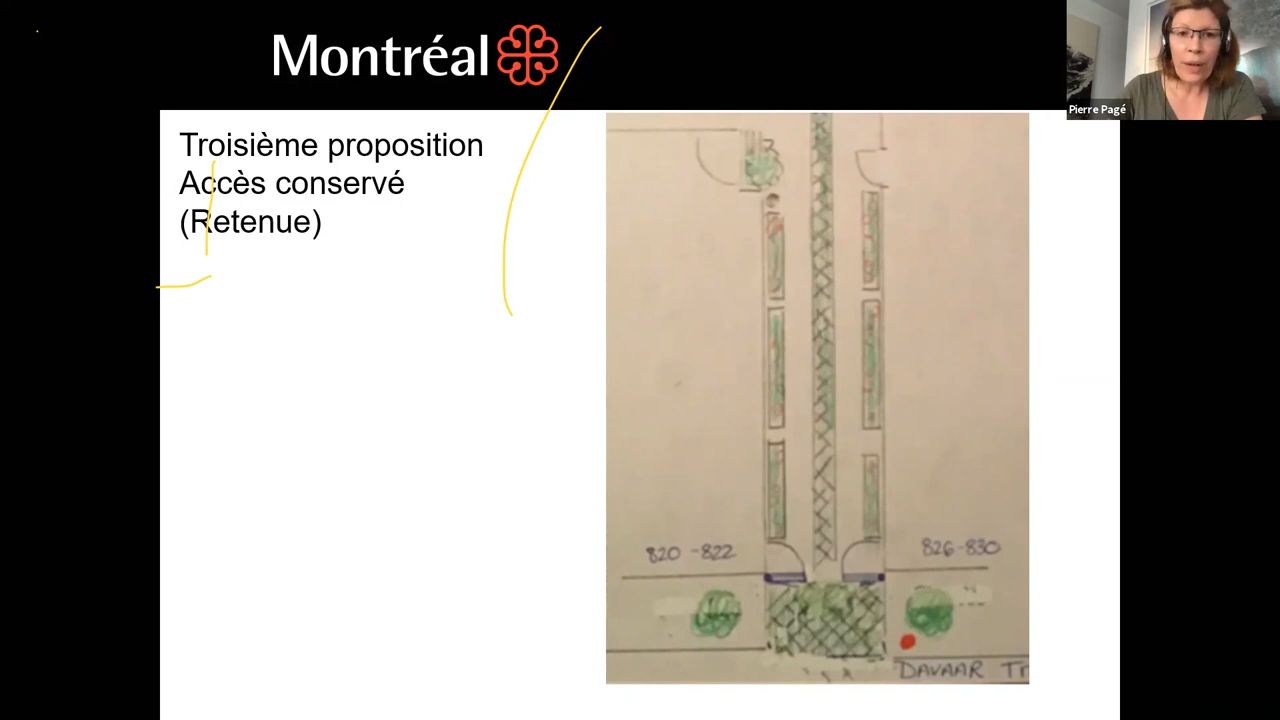 Montréal
Pierre Pagé
Troisième proposition
Accès conservé
(Retenue)
820 - 822
826-830
DAVAAR